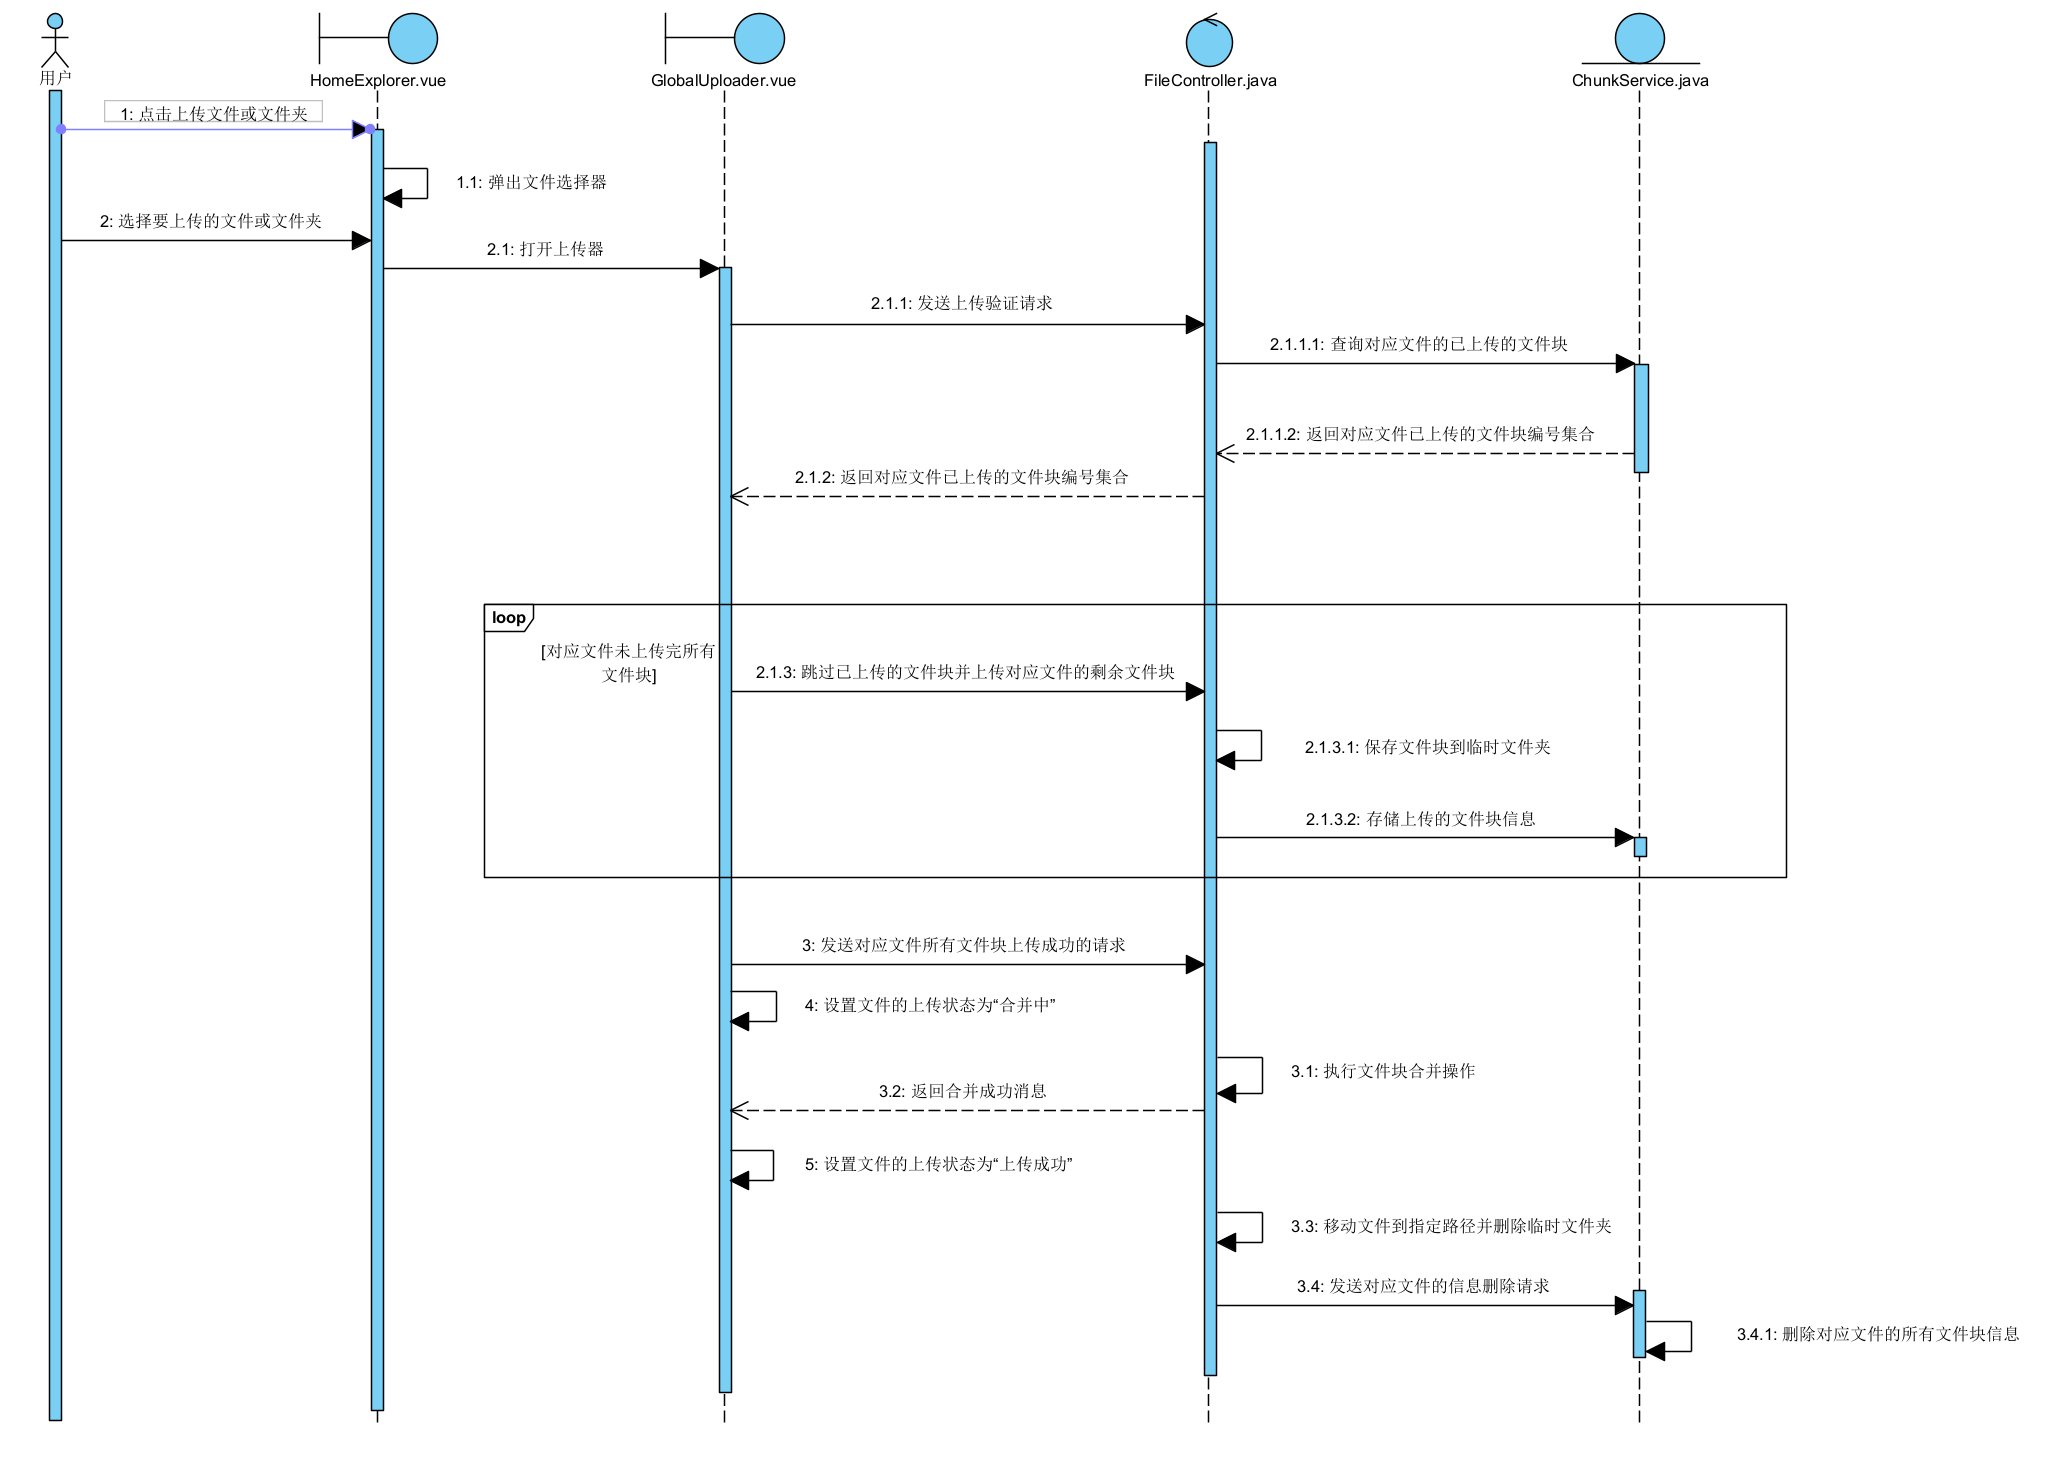 用户
HomeExplorer.vue
GlobalUploader.vue
FileController.java
ChunkService.java
1: 点击上传文件或文件夹
1.1: 弹出文件选择器
2: 选择要上传的文件或文件夹
2.1: 打开上传器
2.1.1: 发送上传验证请求
2.1.1.1: 查询对应文件的已上传的文件块
2.1.1.2: 返回对应文件已上传的文件块编号集合
2.1.2: 返回对应文件已上传的文件块编号集合
loop
[对应文件未上传完所有
文件块]
2.1.3: 跳过已上传的文件块并上传对应文件的剩余文件块
2.1.3.1: 保存文件块到临时文件夹
2.1.3.2: 存储上传的文件块信息
3: 发送对应文件所有文件块上传成功的请求
4: 设置文件的上传状态为“合并中”
3.1: 执行文件块合并操作
3.2: 返回合并成功消息
5: 设置文件的上传状态为“上传成功”
3.3: 移动文件到指定路径并删除临时文件夹
3.4: 发送对应文件的信息删除请求
3.4.1: 删除对应文件的所有文件块信息